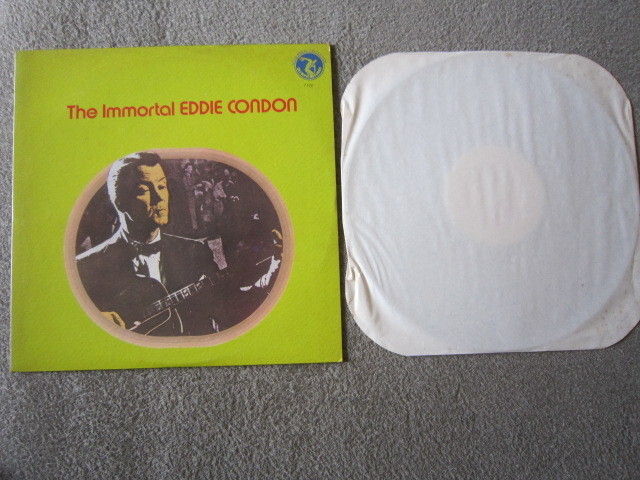 The Immortal EDDIE CONDON